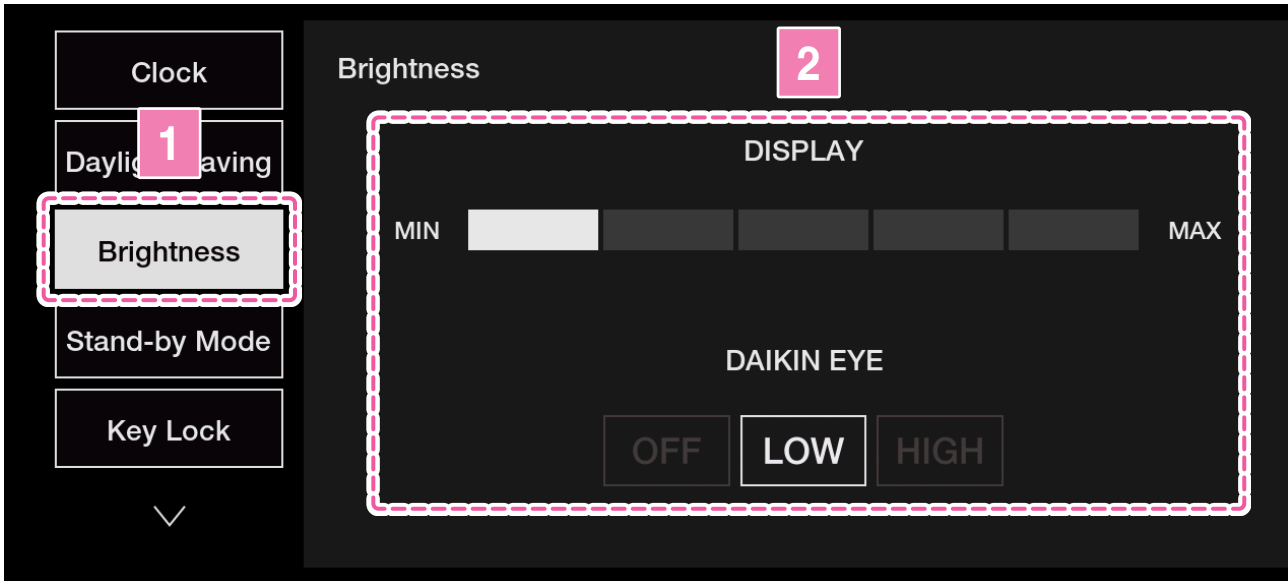 Clock
1
Dayli aving
Brightness
Stand-by Mode
Key Lock
Brightness
2
DISPLAY
MIN
MAX
DAIKIN EYE
OFF
LOW
HIGH